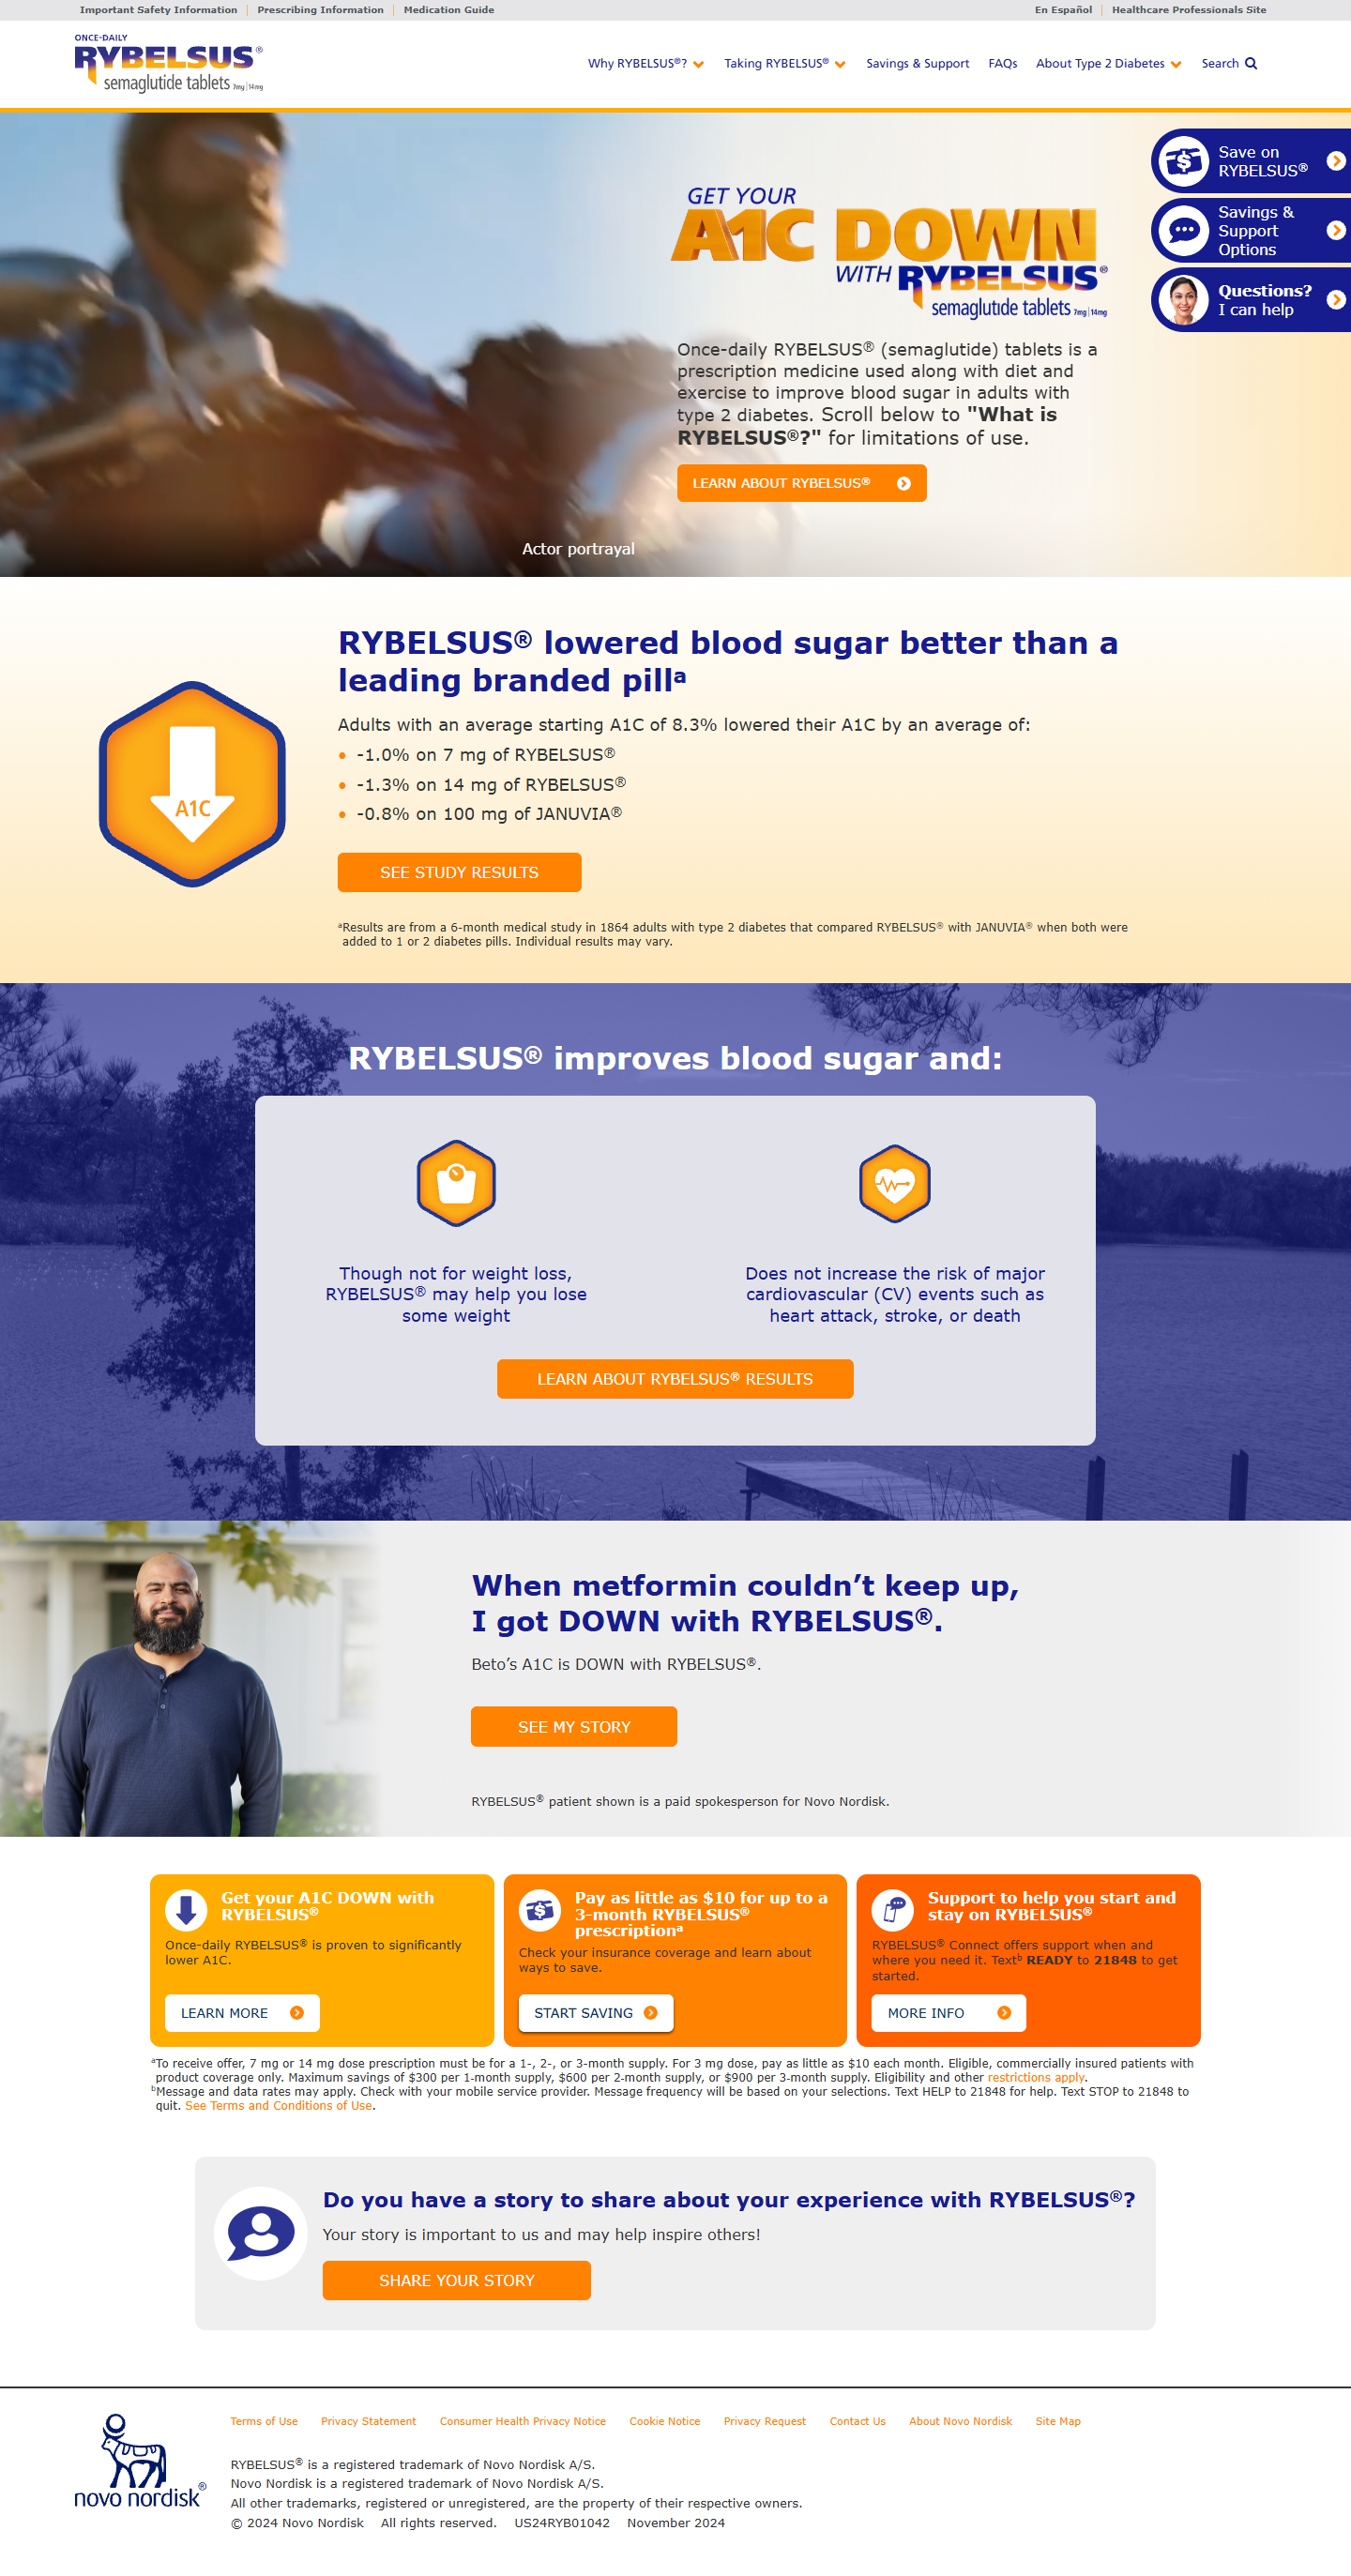 Important Safety Information
Prescribing Information
Medication Guide
En Español
Healthcare Professionals Site
ONCE-DAILY
RYBELSUS®
semaglutide tablets 7mg|14mg
Why RYBELSUS®?
Taking RYBELSUS®
Savings & Support
FAQs
About Type 2 Diabetes
Search
Save on
RYBELSUS®
Savings &
Support
Options
Questions?
I can help
GET YOUR
A1C DOWN
WITH RYBELSUS®
semaglutide tablets 7mg|14mg
Once-daily RYBELSUS® (semaglutide) tablets is a
prescription medicine used along with diet and
exercise to improve blood sugar in adults with
type 2 diabetes. Scroll below to "What is
RYBELSUS®?" for limitations of use.
LEARN ABOUT RYBELSUS®
Actor portrayal
RYBELSUS® lowered blood sugar better than a
leading branded pillª
A1C
Adults with an average starting A1C of 8.3% lowered their A1C by an average of:
• -1.0% on 7 mg of RYBELSUS®
• -1.3% on 14 mg of RYBELSUS®
• -0.8% on 100 mg of JANUVIA®
SEE STUDY RESULTS
ªResults are from a 6-month medical study in 1864 adults with type 2 diabetes that compared RYBELSUS® with JANUVIA® when both were
added to 1 or 2 diabetes pills. Individual results may vary.
RYBELSUS® improves blood sugar and:
Though not for weight loss,
RYBELSUS® may help you lose
some weight
Does not increase the risk of major
cardiovascular (CV) events such as
heart attack, stroke, or death
LEARN ABOUT RYBELSUS® RESULTS
When metformin couldn’t keep up,
I got DOWN with RYBELSUS®.
Beto’s A1C is DOWN with RYBELSUS®.
SEE MY STORY
RYBELSUS® patient shown is a paid spokesperson for Novo Nordisk.
Get your A1C DOWN with
RYBELSUS®
Once-daily RYBELSUS® is proven to significantly
lower A1C.
LEARN MORE
Pay as little as $10 for up to a
3-month RYBELSUS®
prescriptionª
Check your insurance coverage and learn about
ways to save.
START SAVING
Support to help you start and
stay on RYBELSUS®
RYBELSUS® Connect offers support when and
where you need it. Textᵇ READY to 21848 to get
started.
MORE INFO
ªTo receive offer, 7 mg or 14 mg dose prescription must be for a 1-, 2-, or 3-month supply. For 3 mg dose, pay as little as $10 each month. Eligible, commercially insured patients with
product coverage only. Maximum savings of $300 per 1-month supply, $600 per 2-month supply, or $900 per 3-month supply. Eligibility and other restrictions apply.
ᵇMessage and data rates may apply. Check with your mobile service provider. Message frequency will be based on your selections. Text HELP to 21848 for help. Text STOP to 21848 to
quit. See Terms and Conditions of Use.
Do you have a story to share about your experience with RYBELSUS®?
Your story is important to us and may help inspire others!
SHARE YOUR STORY
novo nordisk®
Terms of Use
Privacy Statement
Consumer Health Privacy Notice
Cookie Notice
Privacy Request
Contact Us
About Novo Nordisk
Site Map
RYBELSUS® is a registered trademark of Novo Nordisk A/S.
Novo Nordisk is a registered trademark of Novo Nordisk A/S.
All other trademarks, registered or unregistered, are the property of their respective owners.
© 2024 Novo Nordisk All rights reserved. US24RYB01042 November 2024